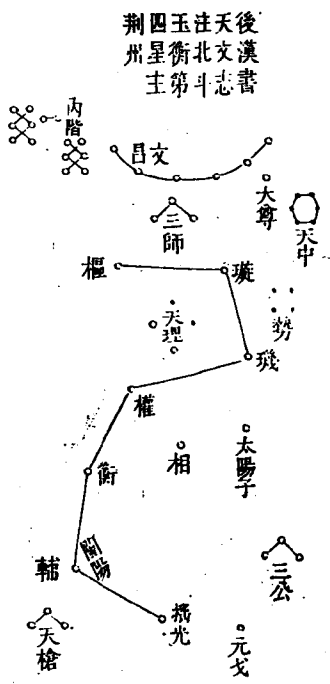 後漢書
天文志
注北斗
玉衡第
四星主
荆州
內階
文昌
大尊
天中
三師
樞
璇
天理
勢
璣
權
相
太陽子
衡
開陽
輔
三公
搖光
天槍
元戈